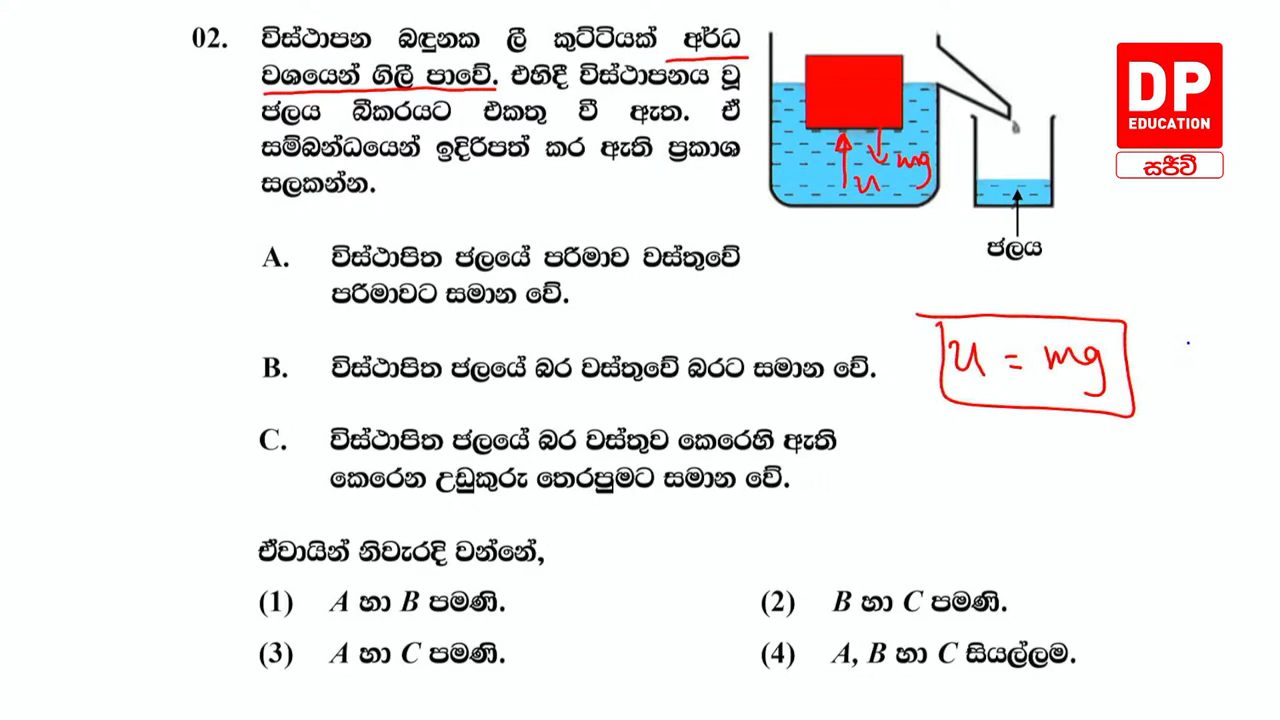 02. විස්ථාපන බඳුනක ලී කුට්ටියක් අර්ධ
වශයෙන් ගිලී පාවේ. එහිදී විස්ථාපනය වූ
ජලය බීකරයට එකතු වී ඇත. ඒ
සම්බන්ධයෙන් ඉදිරිපත් කර ඇති ප්‍රකාශ
සලකන්න.
mg
u
ජලය
DP
EDUCATION
සජීවී
A. විස්ථාපිත ජලයේ පරිමාව වස්තුවේ
පරිමාවට සමාන වේ.
B. විස්ථාපිත ජලයේ බර වස්තුවේ බරට සමාන වේ.
u = mg
C. විස්ථාපිත ජලයේ බර වස්තුව කෙරෙහි ඇති
කෙරෙන උඩුකුරු තෙරපුමට සමාන වේ.
ඒවායින් නිවැරදි වන්නේ,
(1) A හා B පමණි.
(2) B හා C පමණි.
(3) A හා C පමණි.
(4) A, B හා C සියල්ලම.